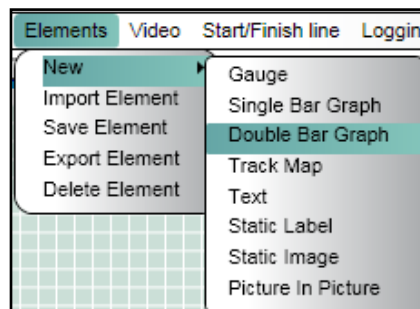 Elements Video Start/Finish line Loggin
New
Import Element
Save Element
Export Element
Delete Element
Gauge
Single Bar Graph
Double Bar Graph
Track Map
Text
Static Label
Static Image
Picture In Picture